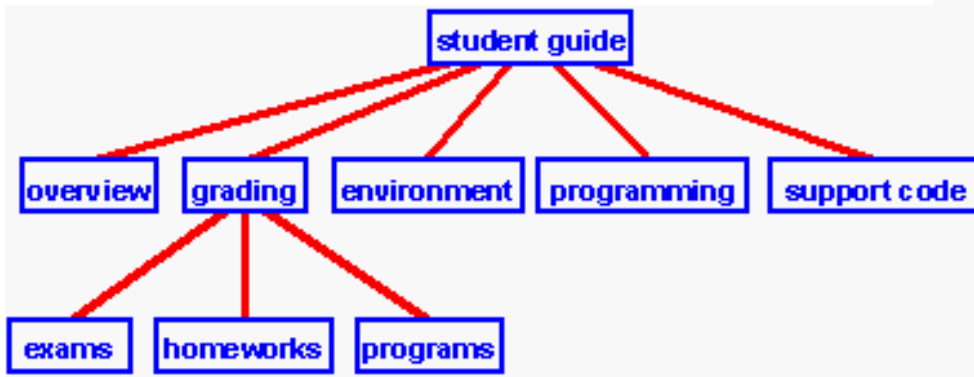 student guide
overview
grading
environment
programming
support code
exams
homeworks
programs